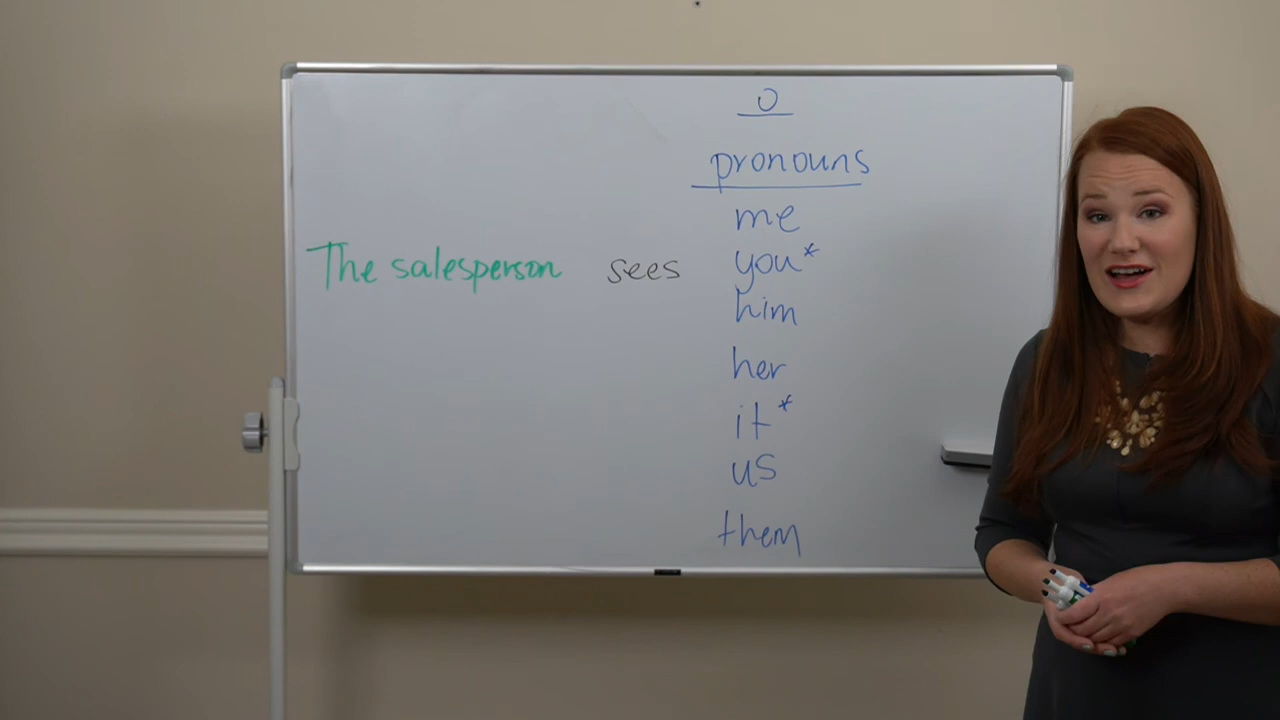 O
pronouns
me
The salesperson sees you*
him
her
it*
us
them